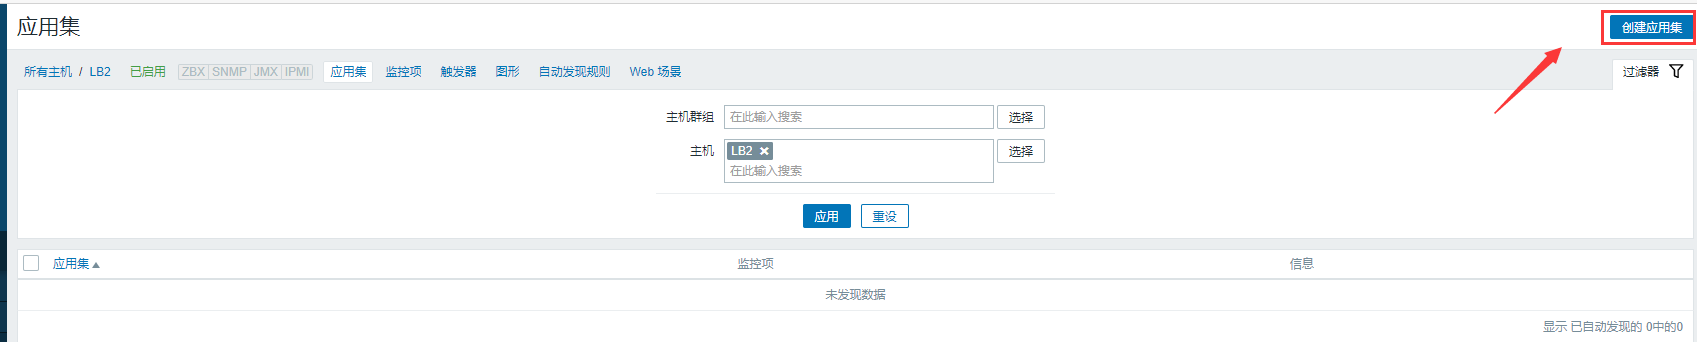 应用集
创建应用集
所有主机 / LB2 已启用 ZBX SNMP JMX IPMI 应用集 监控项 触发器 图形 自动发现规则 Web 场景
过滤器
主机群组 在此输入搜索 选择
主机 LB2 选择
在此输入搜索
应用 重设
应用集 监控项 信息
未发现数据
显示 已自动发现的 0中的0